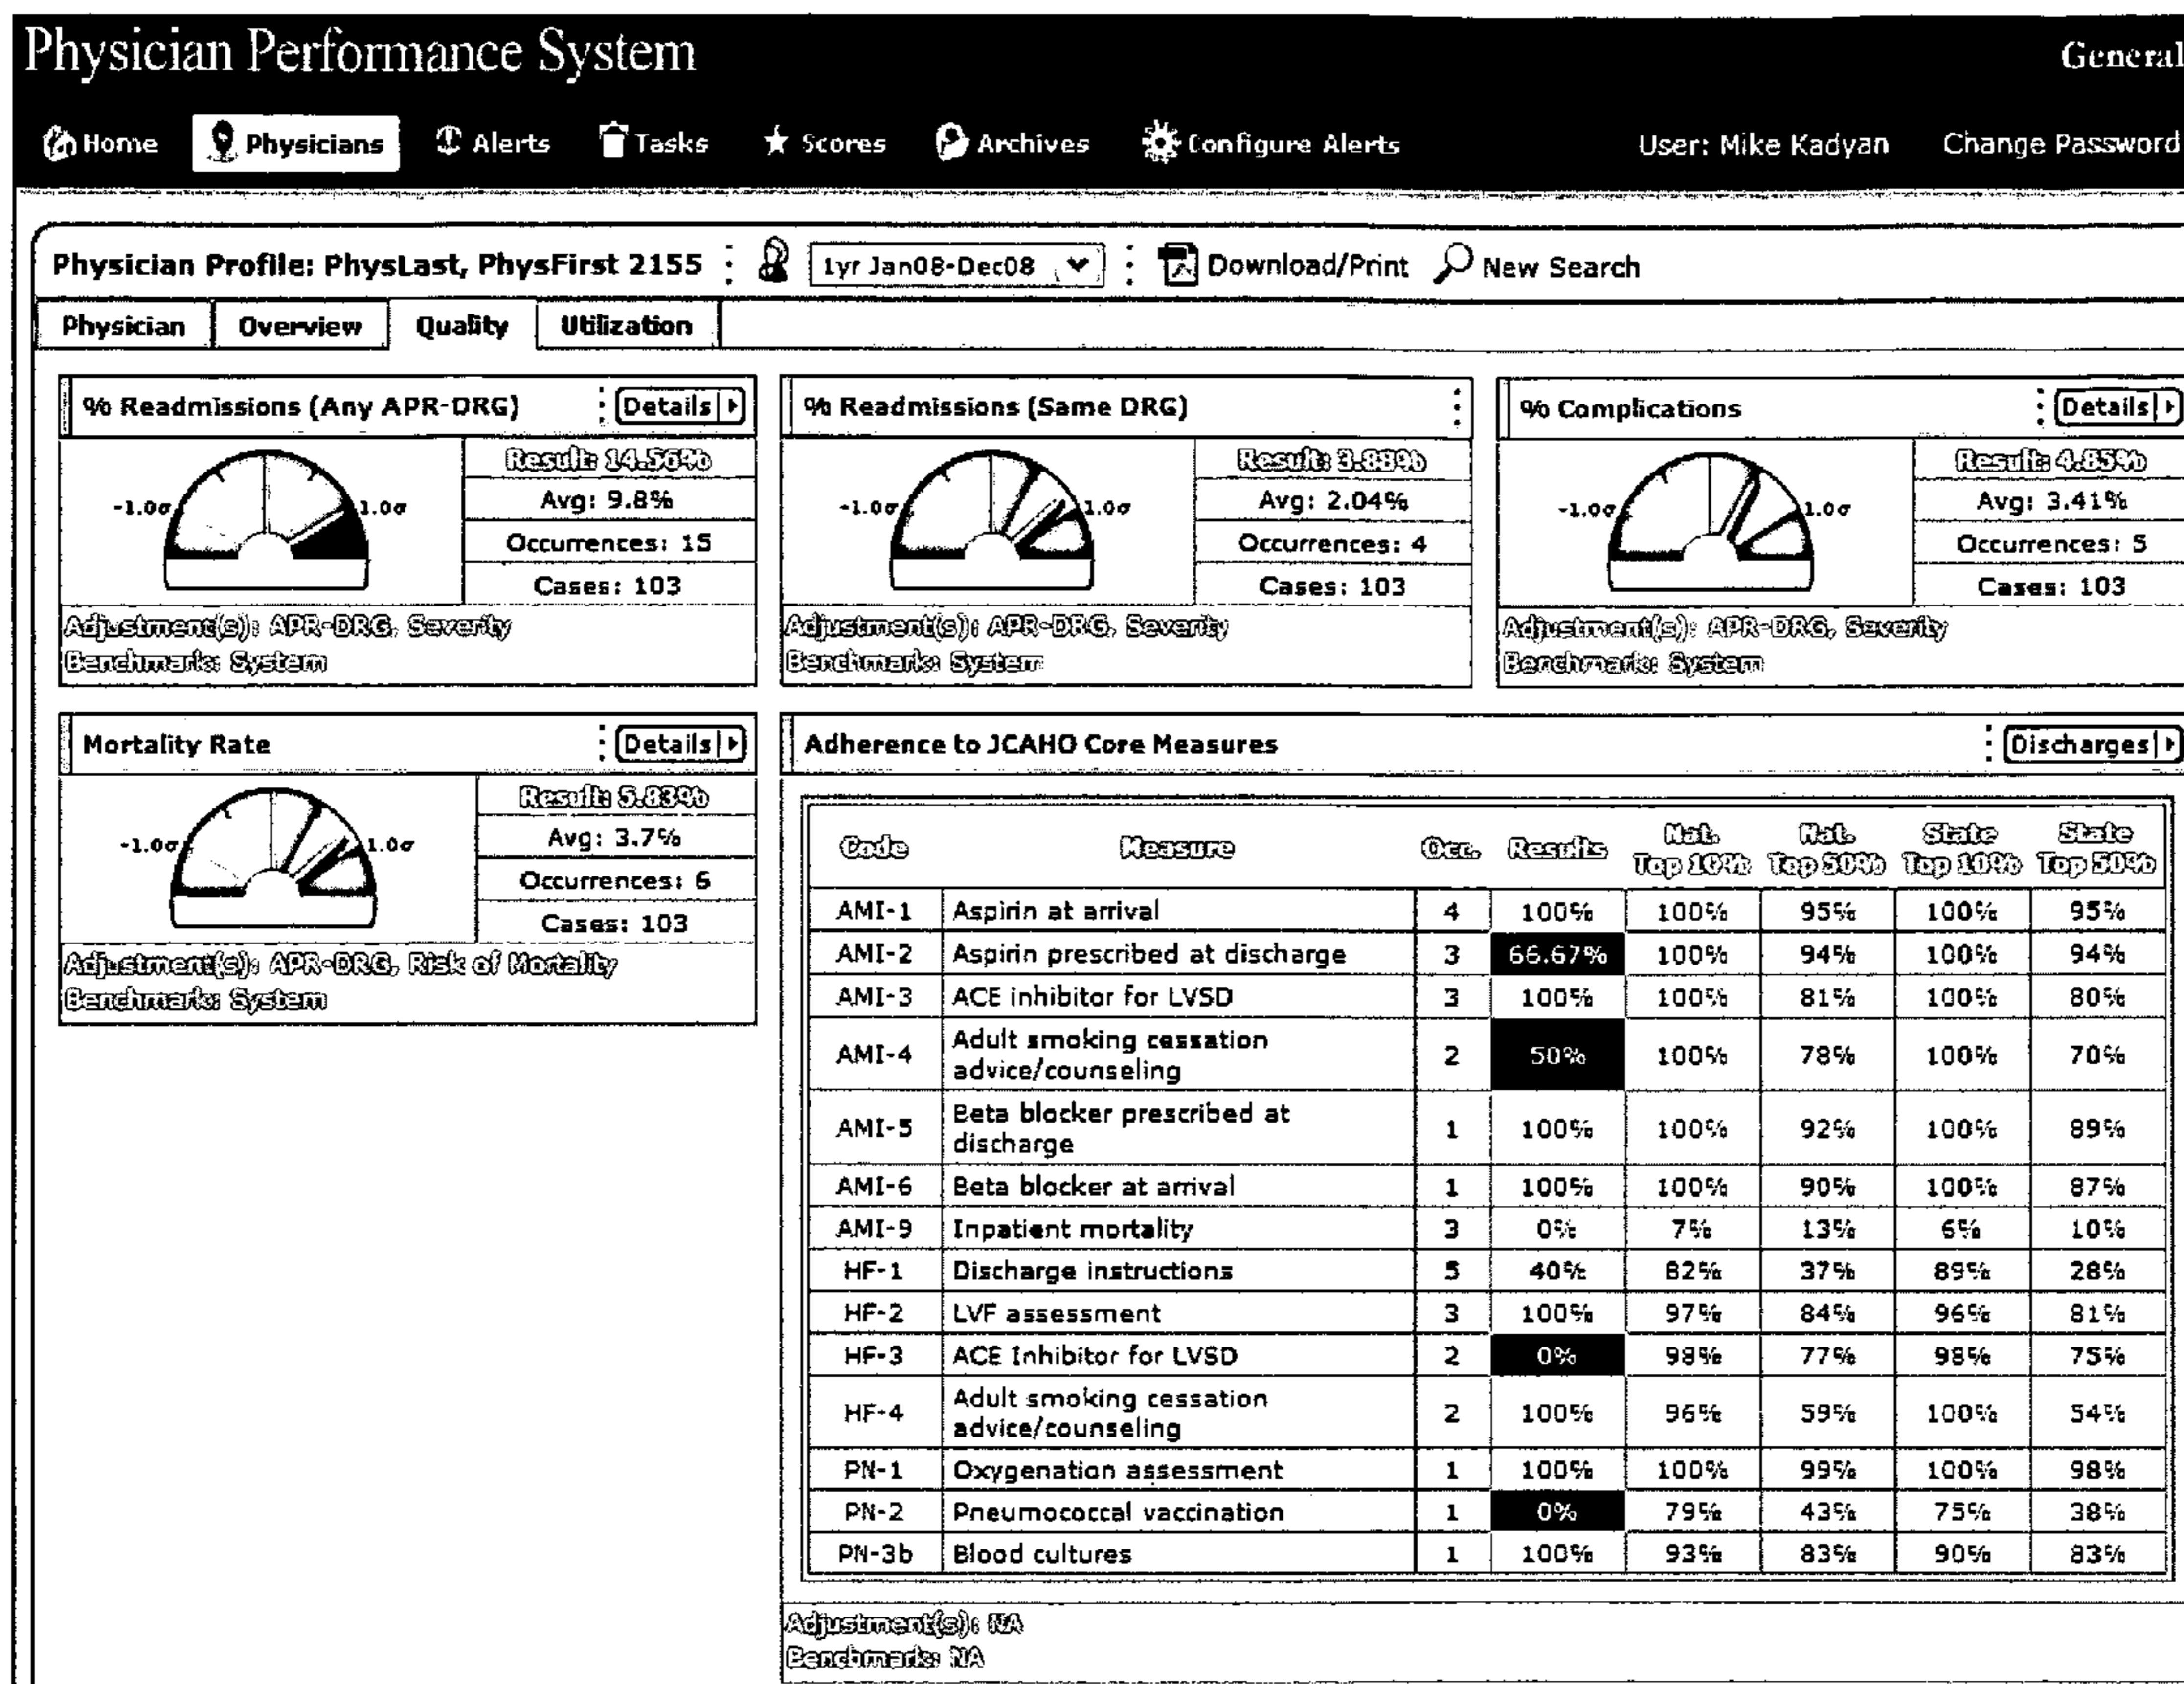 Physician Performance System
General
Home Physicians Alerts Tasks Scores Archives Configure Alerts User: Mike Kadyan Change Password
Physician Profile: PhysLast, PhysFirst 2155 1yr Jan08-Dec08 Download/Print New Search
Physician Overview Quality Utilization
% Readmissions (Any APR-DRG) Details
-1.0σ 1.0σ
Result: 14.56%
Avg: 9.8%
Occurrences: 15
Cases: 103
Adjustment(s): APR-DRG, Severity
Benchmark: System
% Readmissions (Same DRG)
-1.0σ 1.0σ
Result: 3.88%
Avg: 2.04%
Occurrences: 4
Cases: 103
Adjustment(s): APR-DRG, Severity
Benchmark: System
% Complications Details
-1.0σ 1.0σ
Result: 4.85%
Avg: 3.41%
Occurrences: 5
Cases: 103
Adjustment(s): APR-DRG, Severity
Benchmark: System
Mortality Rate Details
-1.0σ 1.0σ
Result: 5.83%
Avg: 3.7%
Occurrences: 6
Cases: 103
Adjustment(s): APR-DRG, Risk of Mortality
Benchmark: System
Adherence to JCAHO Core Measures Discharges
Code Measure Occ. Results Nat. Top 10% Nat. Top 50% State Top 10% State Top 50%
AMI-1 Aspirin at arrival 4 100% 100% 95% 100% 95%
AMI-2 Aspirin prescribed at discharge 3 66.67% 100% 94% 100% 94%
AMI-3 ACE inhibitor for LVSD 3 100% 100% 81% 100% 80%
AMI-4 Adult smoking cessation advice/counseling 2 50% 100% 78% 100% 70%
AMI-5 Beta blocker prescribed at discharge 1 100% 100% 92% 100% 89%
AMI-6 Beta blocker at arrival 1 100% 100% 90% 100% 87%
AMI-9 Inpatient mortality 3 0% 7% 13% 6% 10%
HF-1 Discharge instructions 5 40% 82% 37% 89% 28%
HF-2 LVF assessment 3 100% 97% 84% 96% 81%
HF-3 ACE Inhibitor for LVSD 2 0% 98% 77% 98% 75%
HF-4 Adult smoking cessation advice/counseling 2 100% 96% 59% 100% 54%
PN-1 Oxygenation assessment 1 100% 100% 99% 100% 98%
PN-2 Pneumococcal vaccination 1 0% 79% 43% 75% 38%
PN-3b Blood cultures 1 100% 93% 83% 90% 83%
Adjustment(s): NA
Benchmark: NA